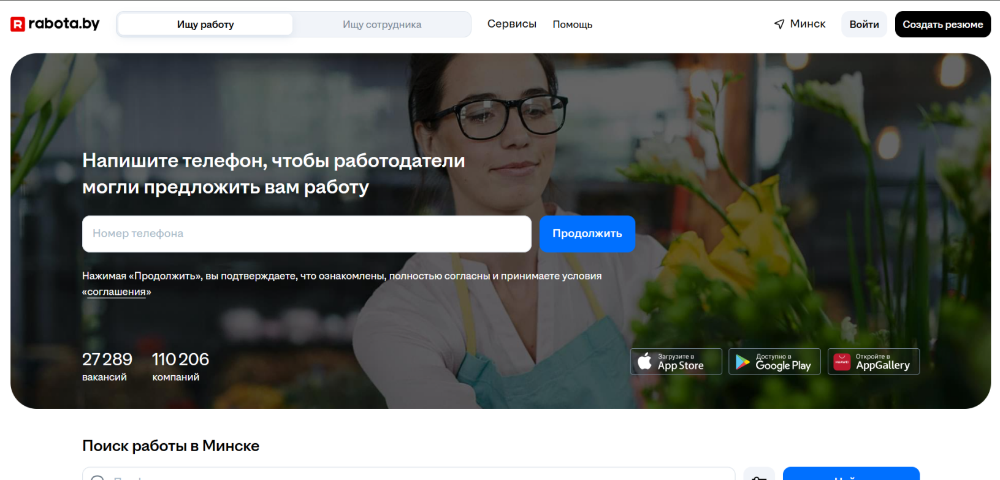 R rabota.by
Ищу работу
Ищу сотрудника
Сервисы
Помощь
Минск
Войти
Создать резюме
Напишите телефон, чтобы работодатели
могли предложить вам работу
Номер телефона
Продолжить
Нажимая «Продолжить», вы подтверждаете, что ознакомлены, полностью согласны и принимаете условия
«соглашения»
27 289
вакансий
110 206
компаний
Загрузите в
App Store
Доступно в
Google Play
HUAWEI
Откройте в
AppGallery
Поиск работы в Минске